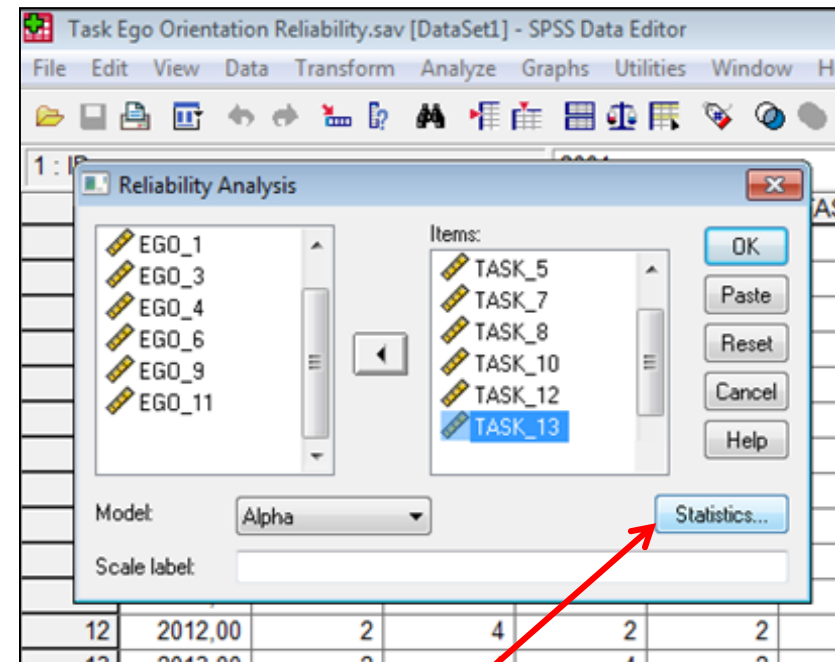 Task Ego Orientation Reliability.sav [DataSet1] - SPSS Data Editor
File Edit View Data Transform Analyze Graphs Utilities Window
1 :
Reliability Analysis
EGO_1
EGO_3
EGO_4
EGO_6
EGO_9
EGO_11
Items:
TASK_5
TASK_7
TASK_8
TASK_10
TASK_12
TASK_13
OK
Paste
Reset
Cancel
Help
Model: Alpha
Statistics...
Scale label:
12 2012,00 2 4 2 2